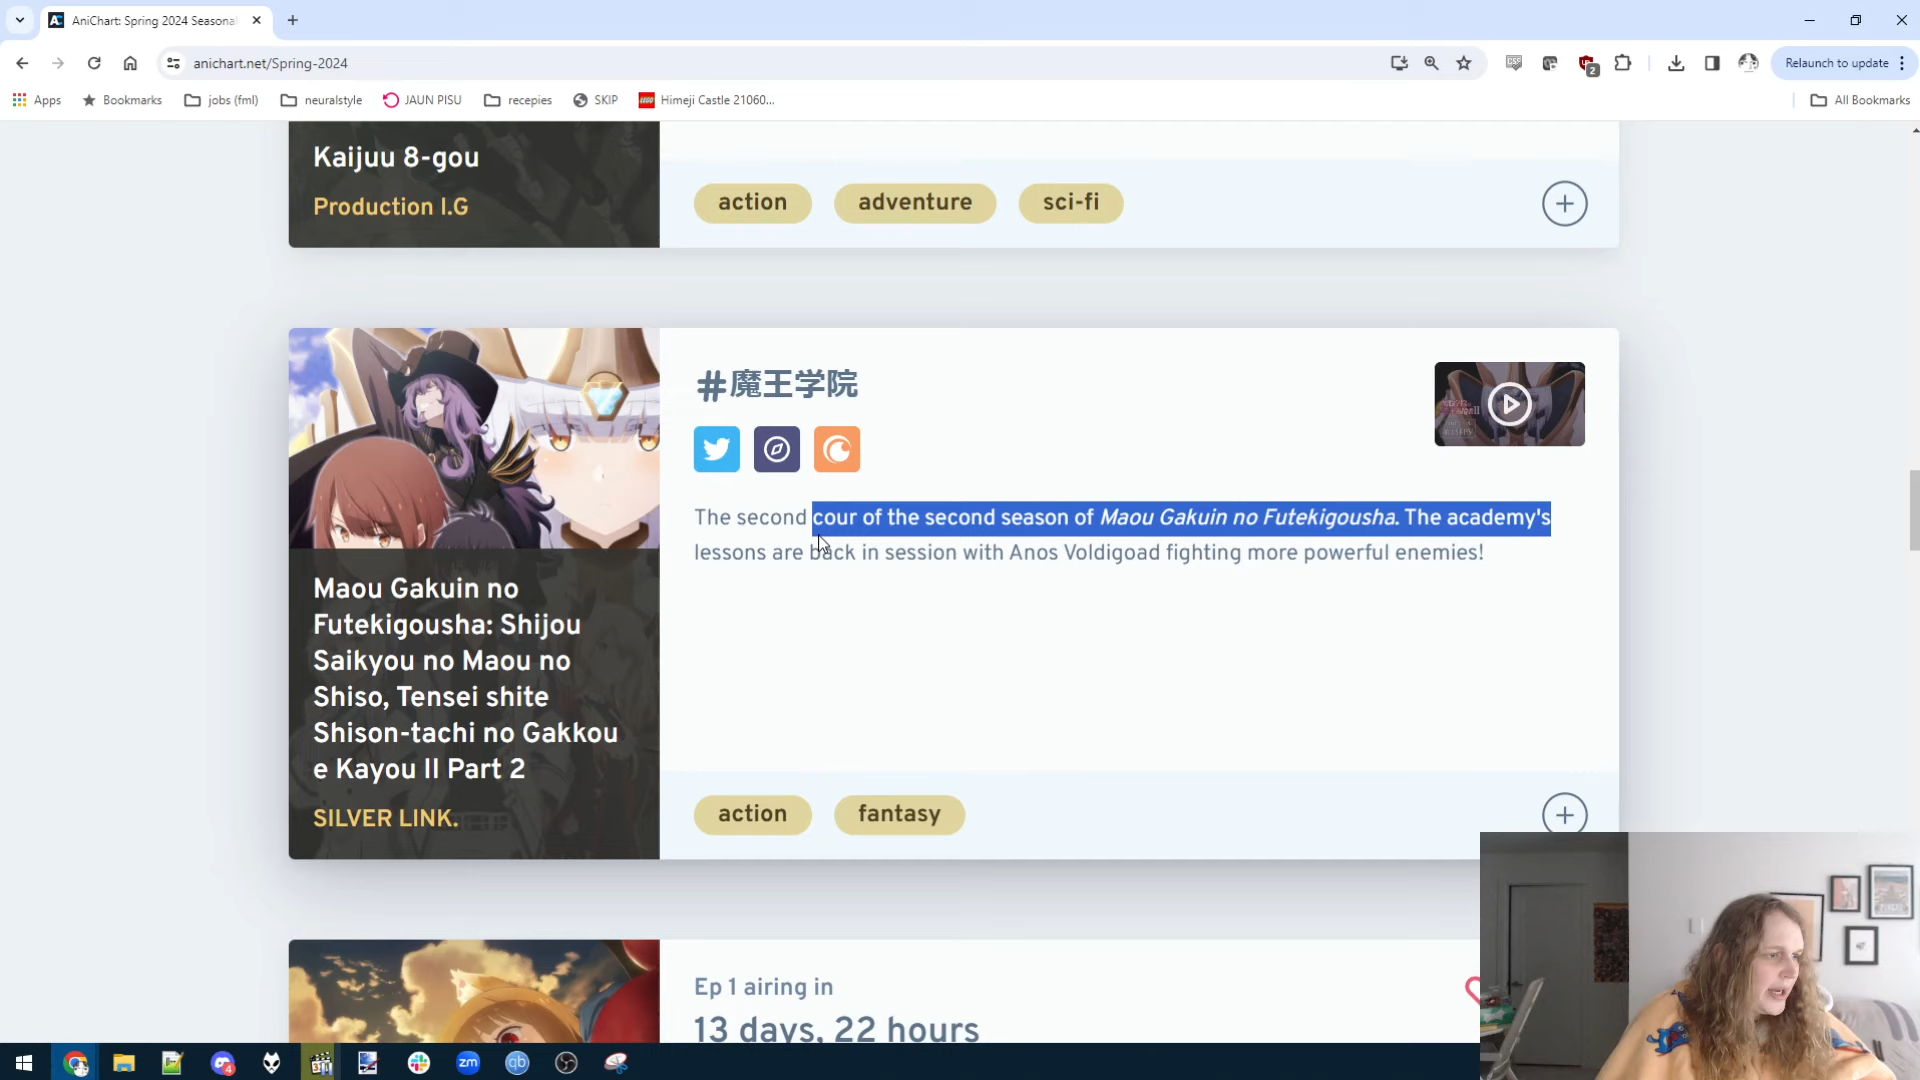 AniChart: Spring 2024 Seasona
anichart.net/Spring-2024
2
Relaunch to update
Apps
Bookmarks
jobs (fml)
neuralstyle
JAUN PISU
recepies
SKIP
Himeji Castle 21060...
All Bookmarks
Kaijuu 8-gou
Production I.G
action
adventure
sci-fi
#魔王学院
The second cour of the second season of Maou Gakuin no Futekigousha. The academy's
lessons are back in session with Anos Voldigoad fighting more powerful enemies!
Maou Gakuin no
Futekigousha: Shijou
Saikyou no Maou no
Shiso, Tensei shite
Shison-tachi no Gakkou
e Kayou II Part 2
SILVER LINK.
action
fantasy
Ep 1 airing in
13 days, 22 hours
4
zm
qb